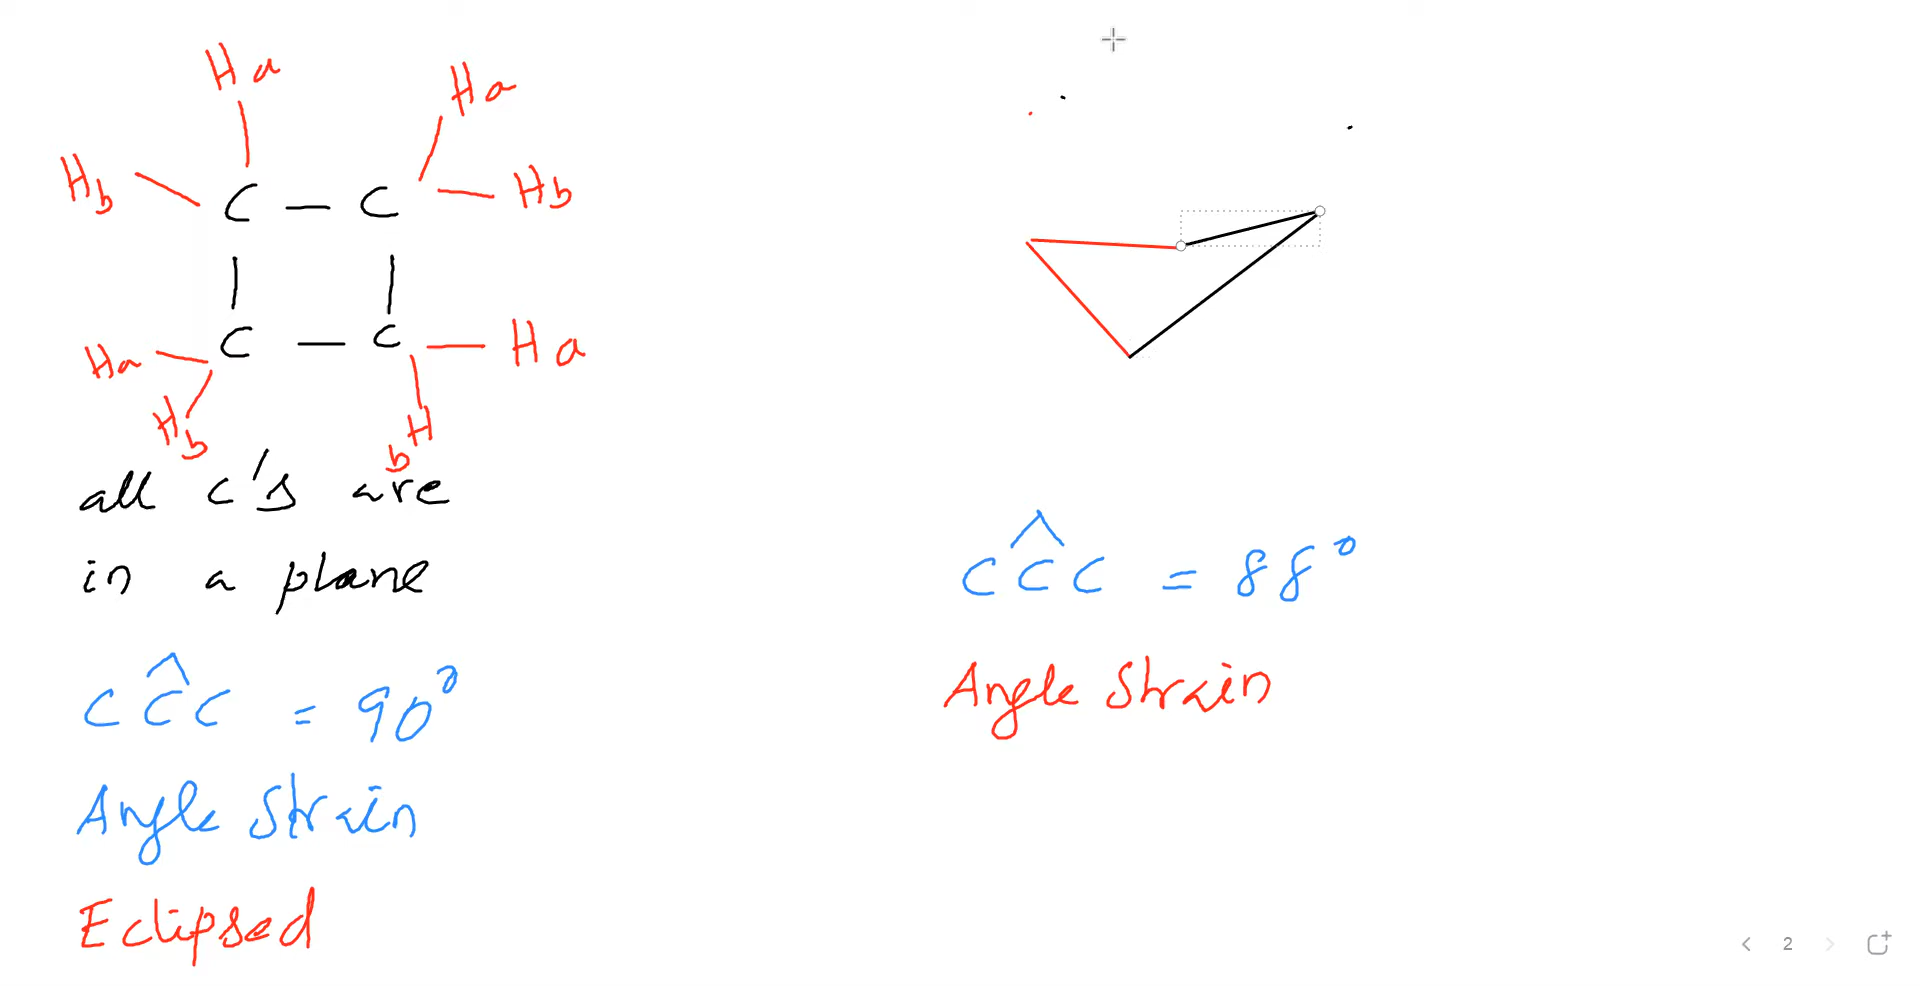 Ha
Ha
Hb
C – C
Hb
Ha
C – C
Ha
Hb
H
b
all c's are
in a plane
CĈC = 90°
Angle Strain
Eclipsed
CĈC = 88°
Angle Strain
2